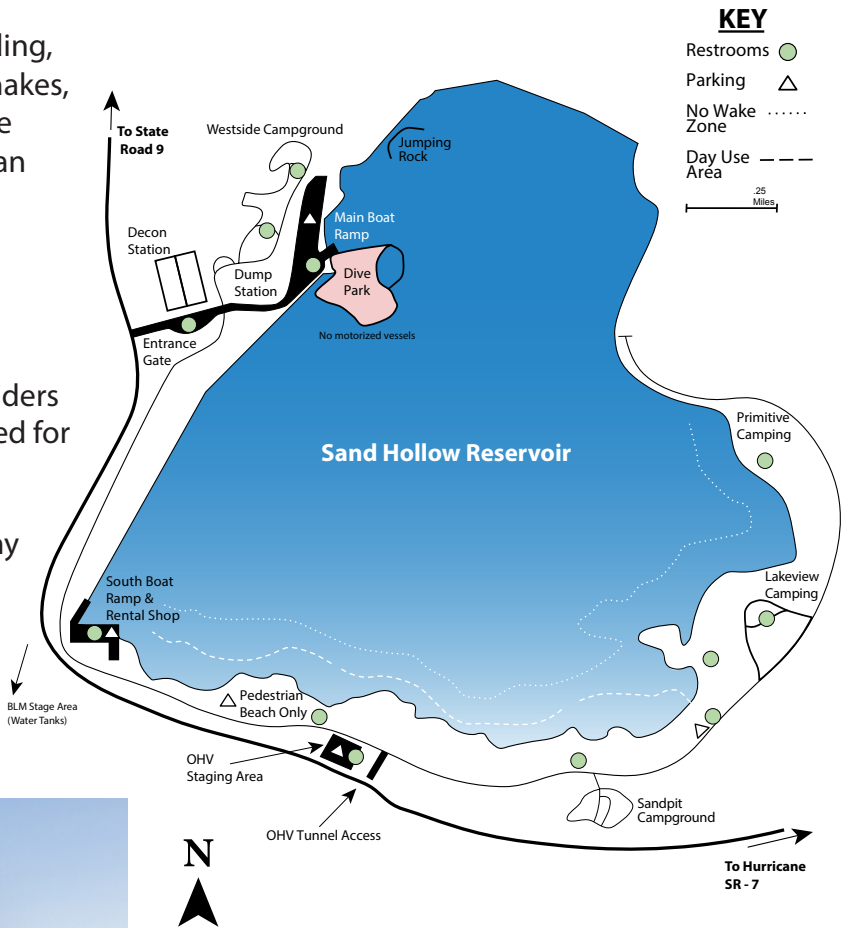 ling,
nakes,
e
an
ders
ed for
ny
KEY
Restrooms
Parking
No Wake
Zone
Day Use
Area
.25
Miles
To State
Road 9
Westside Campground
Jumping
Rock
Main Boat
Ramp
Decon
Station
Dump
Station
Dive
Park
No motorized vessels
Entrance
Gate
Sand Hollow Reservoir
Primitive
Camping
Lakeview
Camping
South Boat
Ramp &
Rental Shop
BLM Stage Area
(Water Tanks)
Pedestrian
Beach Only
OHV
Staging Area
OHV Tunnel Access
Sandpit
Campground
To Hurricane
SR - 7
N